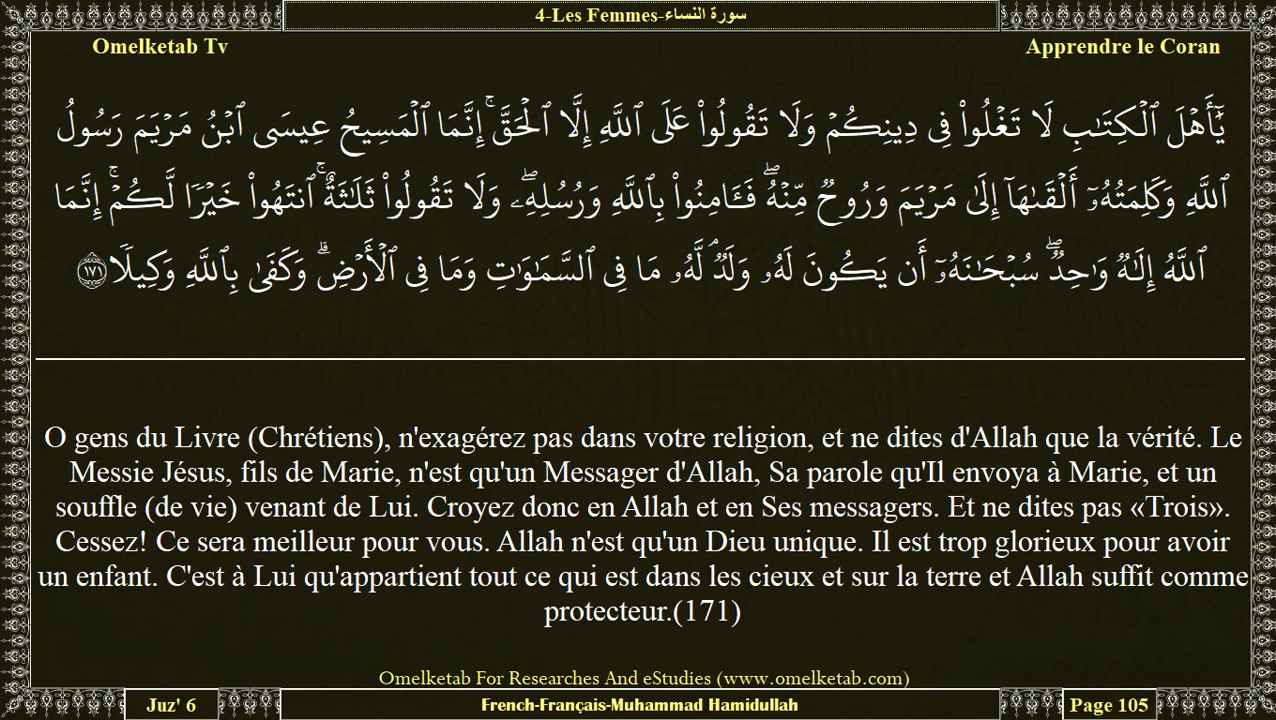 4-Les Femmes-سورة النساء
Omelketab Tv
Apprendre le Coran
يَٰٓأَهۡلَ ٱلۡكِتَٰبِ لَا تَغۡلُواْ فِي دِينِكُمۡ وَلَا تَقُولُواْ عَلَى ٱللَّهِ إِلَّا ٱلۡحَقَّۚ إِنَّمَا ٱلۡمَسِيحُ عِيسَى ٱبۡنُ مَرۡيَمَ رَسُولُ
ٱللَّهِ وَكَلِمَتُهُۥٓ أَلۡقَىٰهَآ إِلَىٰ مَرۡيَمَ وَرُوحٞ مِّنۡهُۖ فَـَٔامِنُواْ بِٱللَّهِ وَرُسُلِهِۦۖ وَلَا تَقُولُواْ ثَلَٰثَةٌۚ ٱنتَهُواْ خَيۡرٗا لَّكُمۡۚ إِنَّمَا
ٱللَّهُ إِلَٰهٞ وَٰحِدٞۖ سُبۡحَٰنَهُۥٓ أَن يَكُونَ لَهُۥ وَلَدٞۘ لَّهُۥ مَا فِي ٱلسَّمَٰوَٰتِ وَمَا فِي ٱلۡأَرۡضِۗ وَكَفَىٰ بِٱللَّهِ وَكِيلٗا ١٧١
O gens du Livre (Chrétiens), n'exagérez pas dans votre religion, et ne dites d'Allah que la vérité. Le
Messie Jésus, fils de Marie, n'est qu'un Messager d'Allah, Sa parole qu'Il envoya à Marie, et un
souffle (de vie) venant de Lui. Croyez donc en Allah et en Ses messagers. Et ne dites pas «Trois».
Cessez! Ce sera meilleur pour vous. Allah n'est qu'un Dieu unique. Il est trop glorieux pour avoir
un enfant. C'est à Lui qu'appartient tout ce qui est dans les cieux et sur la terre et Allah suffit comme
protecteur.(171)
Omelketab For Researches And eStudies (www.omelketab.com)
Juz' 6
French-Français-Muhammad Hamidullah
Page 105